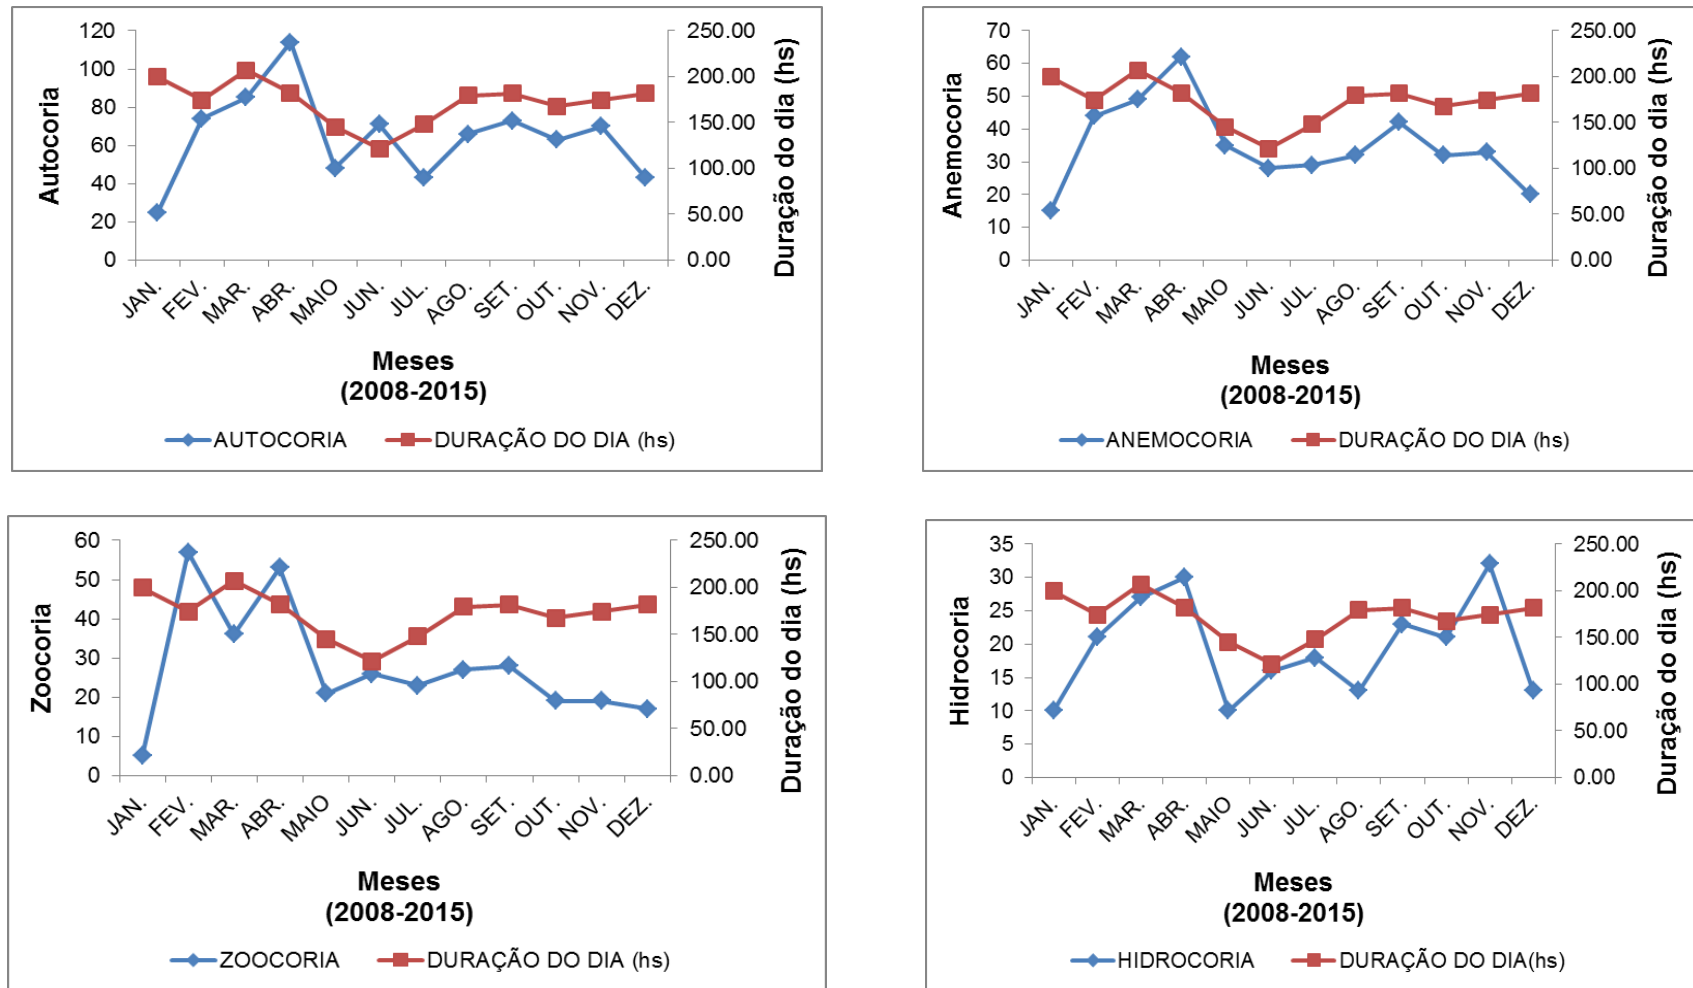 Autocoria
120
100
80
60
40
20
0
250.00
200.00
150.00
100.00
50.00
0.00
Duração do dia (hs)
JAN. FEV. MAR. ABR. MAIO JUN. JUL. AGO. SET. OUT. NOV. DEZ.
Meses
(2008-2015)
AUTOCORIA DURAÇÃO DO DIA (hs)
Anemocoria
70
60
50
40
30
20
10
0
250.00
200.00
150.00
100.00
50.00
0.00
Duração do dia (hs)
JAN. FEV. MAR. ABR. MAIO JUN. JUL. AGO. SET. OUT. NOV. DEZ.
Meses
(2008-2015)
ANEMOCORIA DURAÇÃO DO DIA (hs)
Zoocoria
60
50
40
30
20
10
0
250.00
200.00
150.00
100.00
50.00
0.00
Duração do dia (hs)
JAN. FEV. MAR. ABR. MAIO JUN. JUL. AGO. SET. OUT. NOV. DEZ.
Meses
(2008-2015)
ZOOCORIA DURAÇÃO DO DIA (hs)
Hidrocoria
35
30
25
20
15
10
5
0
250.00
200.00
150.00
100.00
50.00
0.00
Duração do dia (hs)
JAN. FEV. MAR. ABR. MAIO JUN. JUL. AGO. SET. OUT. NOV. DEZ.
Meses
(2008-2015)
HIDROCORIA DURAÇÃO DO DIA(hs)